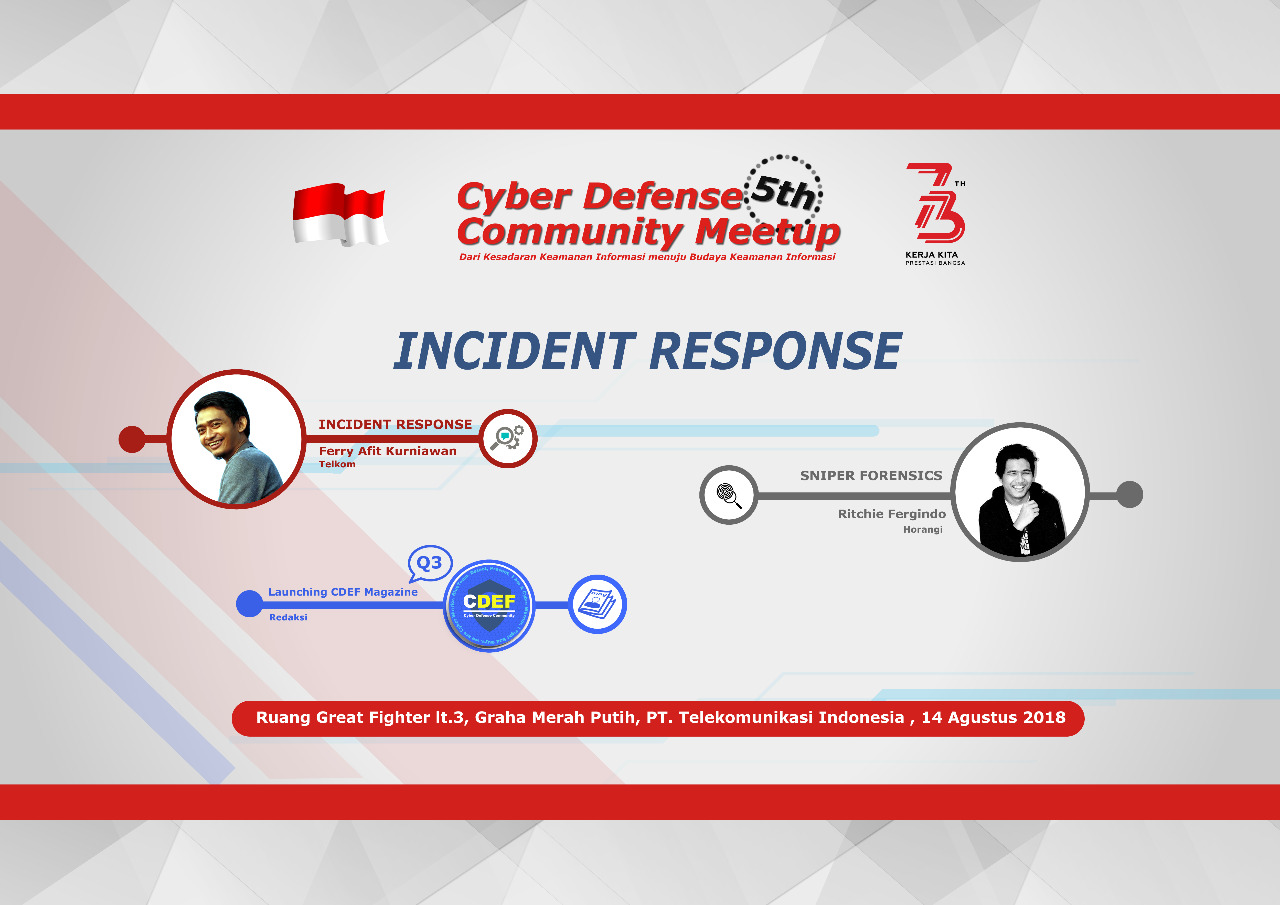 Cyber Defense 5th
Community Meetup
Dari Kesadaran Keamanan Informasi menuju Budaya Keamanan Informasi
73 TH
KERJA KITA
PRESTASI BANGSA
INCIDENT RESPONSE
INCIDENT RESPONSE
Ferry Afit Kurniawan
Telkom
SNIPER FORENSICS
Ritchie Fergindo
Horangi
Q3
Launching CDEF Magazine
Redaksi
CDEF
Cyber Defense Community
Ruang Great Fighter lt.3, Graha Merah Putih, PT. Telekomunikasi Indonesia , 14 Agustus 2018